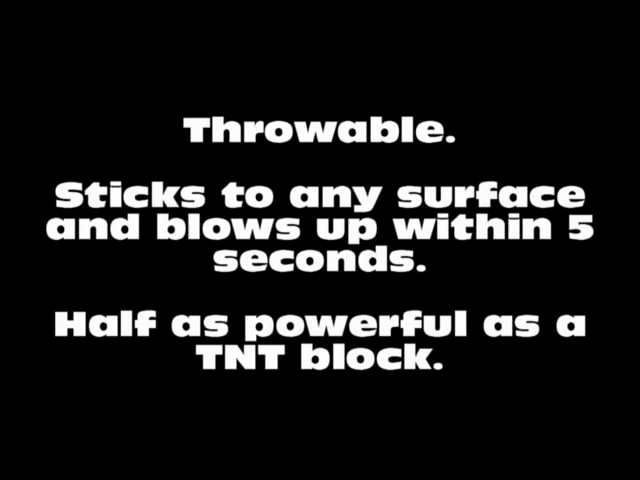 Throwable.
Sticks to any surface
and blows up within 5
seconds.
Half as powerful as a
TNT block.